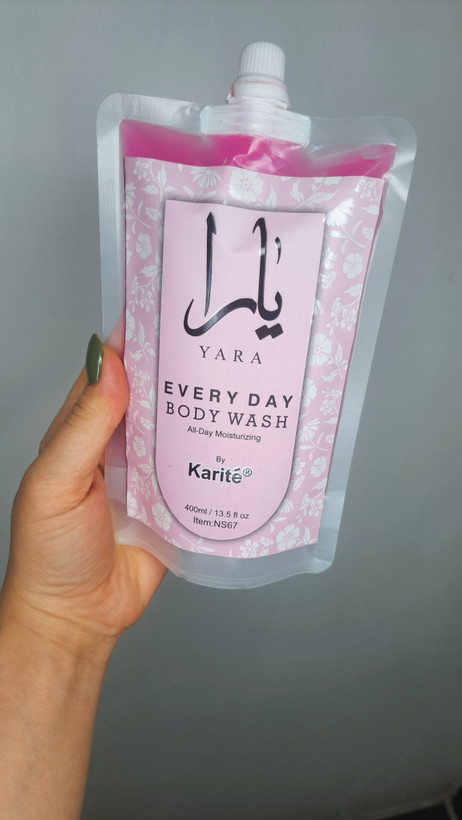 يارا
YARA
EVERY DAY
BODY WASH
All-Day Moisturizing
By
Karité®
400ml / 13.5 fl oz
Item:NS67